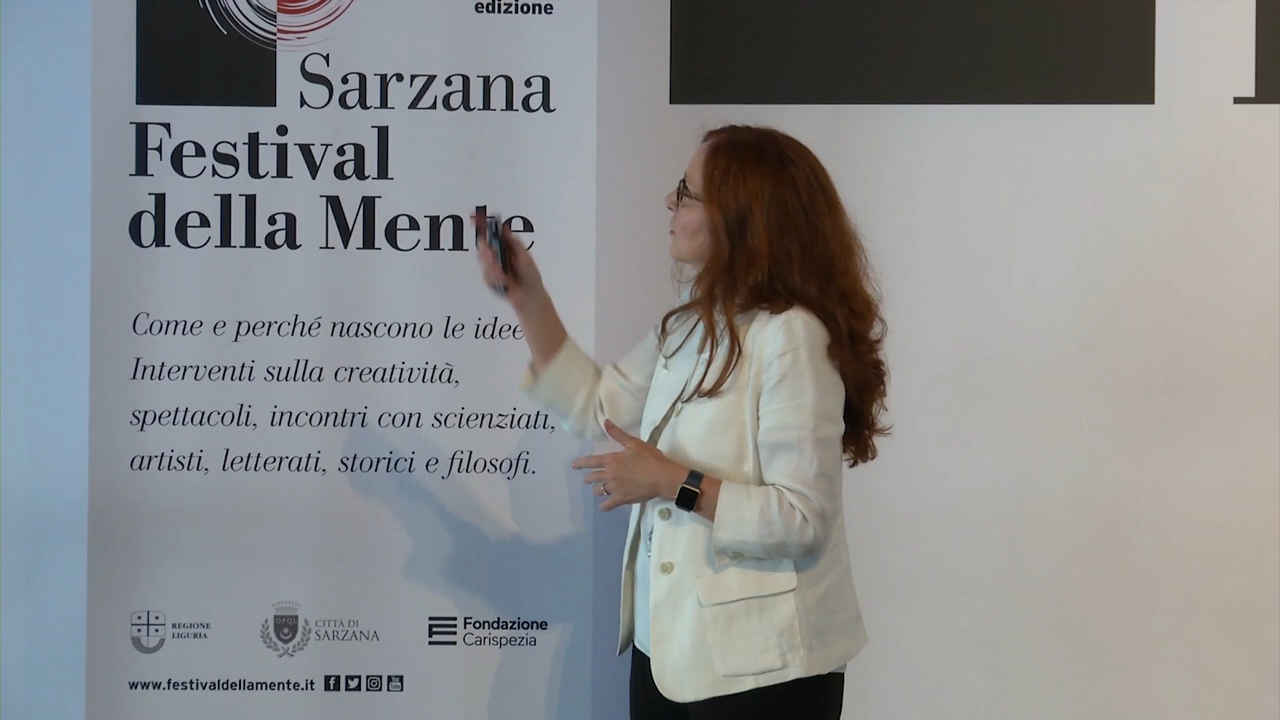 edizione
Sarzana
Festival
della Mente
Come e perché nascono le idee
Interventi sulla creatività,
spettacoli, incontri con scienziati,
artisti, letterati, storici e filosofi.
REGIONE
LIGURIA
CITTÀ DI
SARZANA
Fondazione
Carispezia
www.festivaldellamente.it